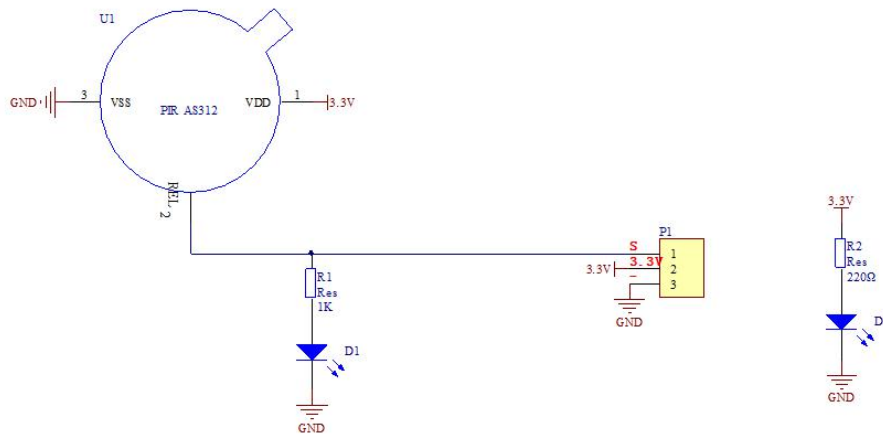 U1
GND
3
VSS
PIR AS312
VDD
1
3.3V
REL
2
3.3V
R2
Res
220Ω
D
GND
P1
S
1
3.3V
3.3V
2
-
3
GND
R1
Res
1K
D1
GND